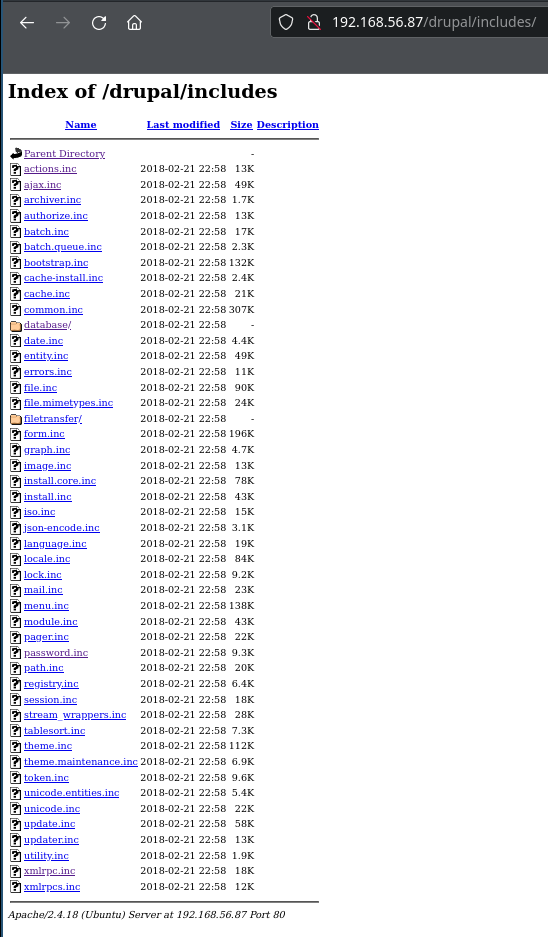 192.168.56.87/drupal/includes/
Index of /drupal/includes
Name Last modified Size Description
Parent Directory -
actions.inc 2018-02-21 22:58 13K
ajax.inc 2018-02-21 22:58 49K
archiver.inc 2018-02-21 22:58 1.7K
authorize.inc 2018-02-21 22:58 13K
batch.inc 2018-02-21 22:58 17K
batch.queue.inc 2018-02-21 22:58 2.3K
bootstrap.inc 2018-02-21 22:58 132K
cache-install.inc 2018-02-21 22:58 2.4K
cache.inc 2018-02-21 22:58 21K
common.inc 2018-02-21 22:58 307K
database/ 2018-02-21 22:58 -
date.inc 2018-02-21 22:58 4.4K
entity.inc 2018-02-21 22:58 49K
errors.inc 2018-02-21 22:58 11K
file.inc 2018-02-21 22:58 90K
file.mimetypes.inc 2018-02-21 22:58 24K
filetransfer/ 2018-02-21 22:58 -
form.inc 2018-02-21 22:58 196K
graph.inc 2018-02-21 22:58 4.7K
image.inc 2018-02-21 22:58 13K
install.core.inc 2018-02-21 22:58 78K
install.inc 2018-02-21 22:58 43K
iso.inc 2018-02-21 22:58 15K
json-encode.inc 2018-02-21 22:58 3.1K
language.inc 2018-02-21 22:58 19K
locale.inc 2018-02-21 22:58 84K
lock.inc 2018-02-21 22:58 9.2K
mail.inc 2018-02-21 22:58 23K
menu.inc 2018-02-21 22:58 138K
module.inc 2018-02-21 22:58 43K
pager.inc 2018-02-21 22:58 22K
password.inc 2018-02-21 22:58 9.3K
path.inc 2018-02-21 22:58 20K
registry.inc 2018-02-21 22:58 6.4K
session.inc 2018-02-21 22:58 18K
stream_wrappers.inc 2018-02-21 22:58 28K
tablesort.inc 2018-02-21 22:58 7.3K
theme.inc 2018-02-21 22:58 112K
theme.maintenance.inc 2018-02-21 22:58 6.9K
token.inc 2018-02-21 22:58 9.6K
unicode.entities.inc 2018-02-21 22:58 5.4K
unicode.inc 2018-02-21 22:58 22K
update.inc 2018-02-21 22:58 58K
updater.inc 2018-02-21 22:58 13K
utility.inc 2018-02-21 22:58 1.9K
xmlrpc.inc 2018-02-21 22:58 18K
xmlrpcs.inc 2018-02-21 22:58 12K
Apache/2.4.18 (Ubuntu) Server at 192.168.56.87 Port 80